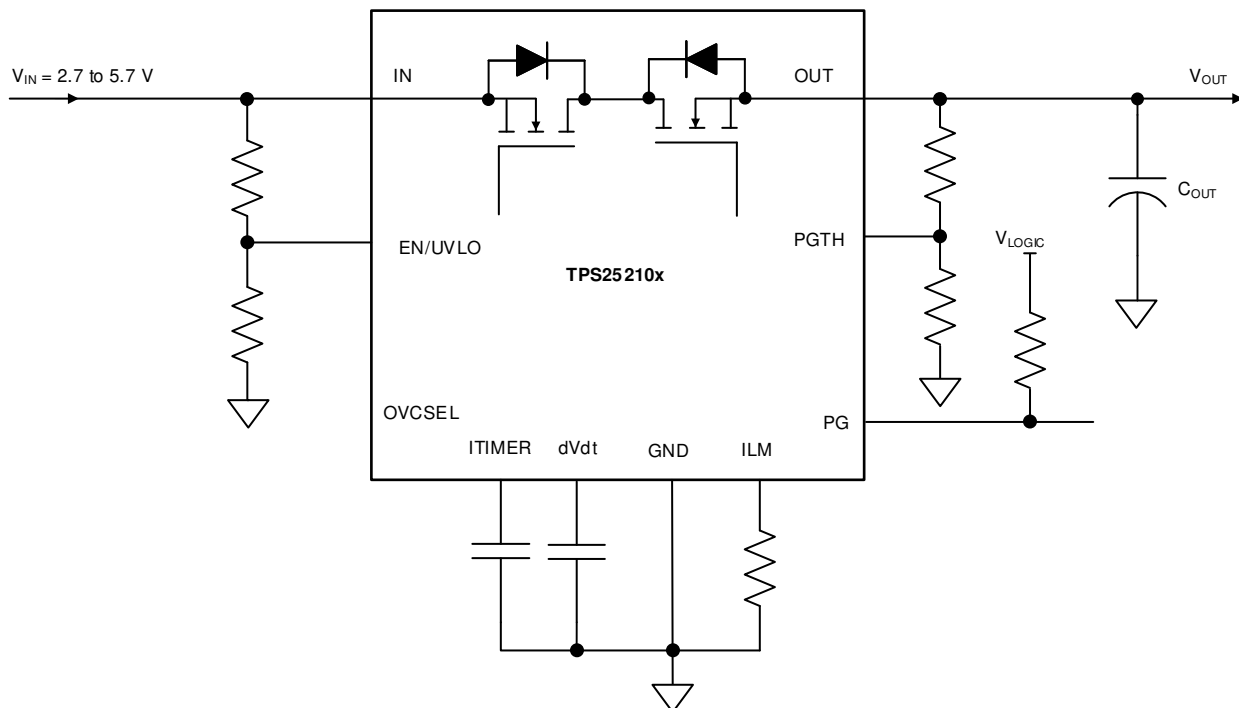 V_IN = 2.7 to 5.7 V
IN
OUT
V_OUT
C_OUT
EN/UVLO
PGTH
V_LOGIC
TPS25210x
OVCSEL
PG
ITIMER
dVdt
GND
ILM